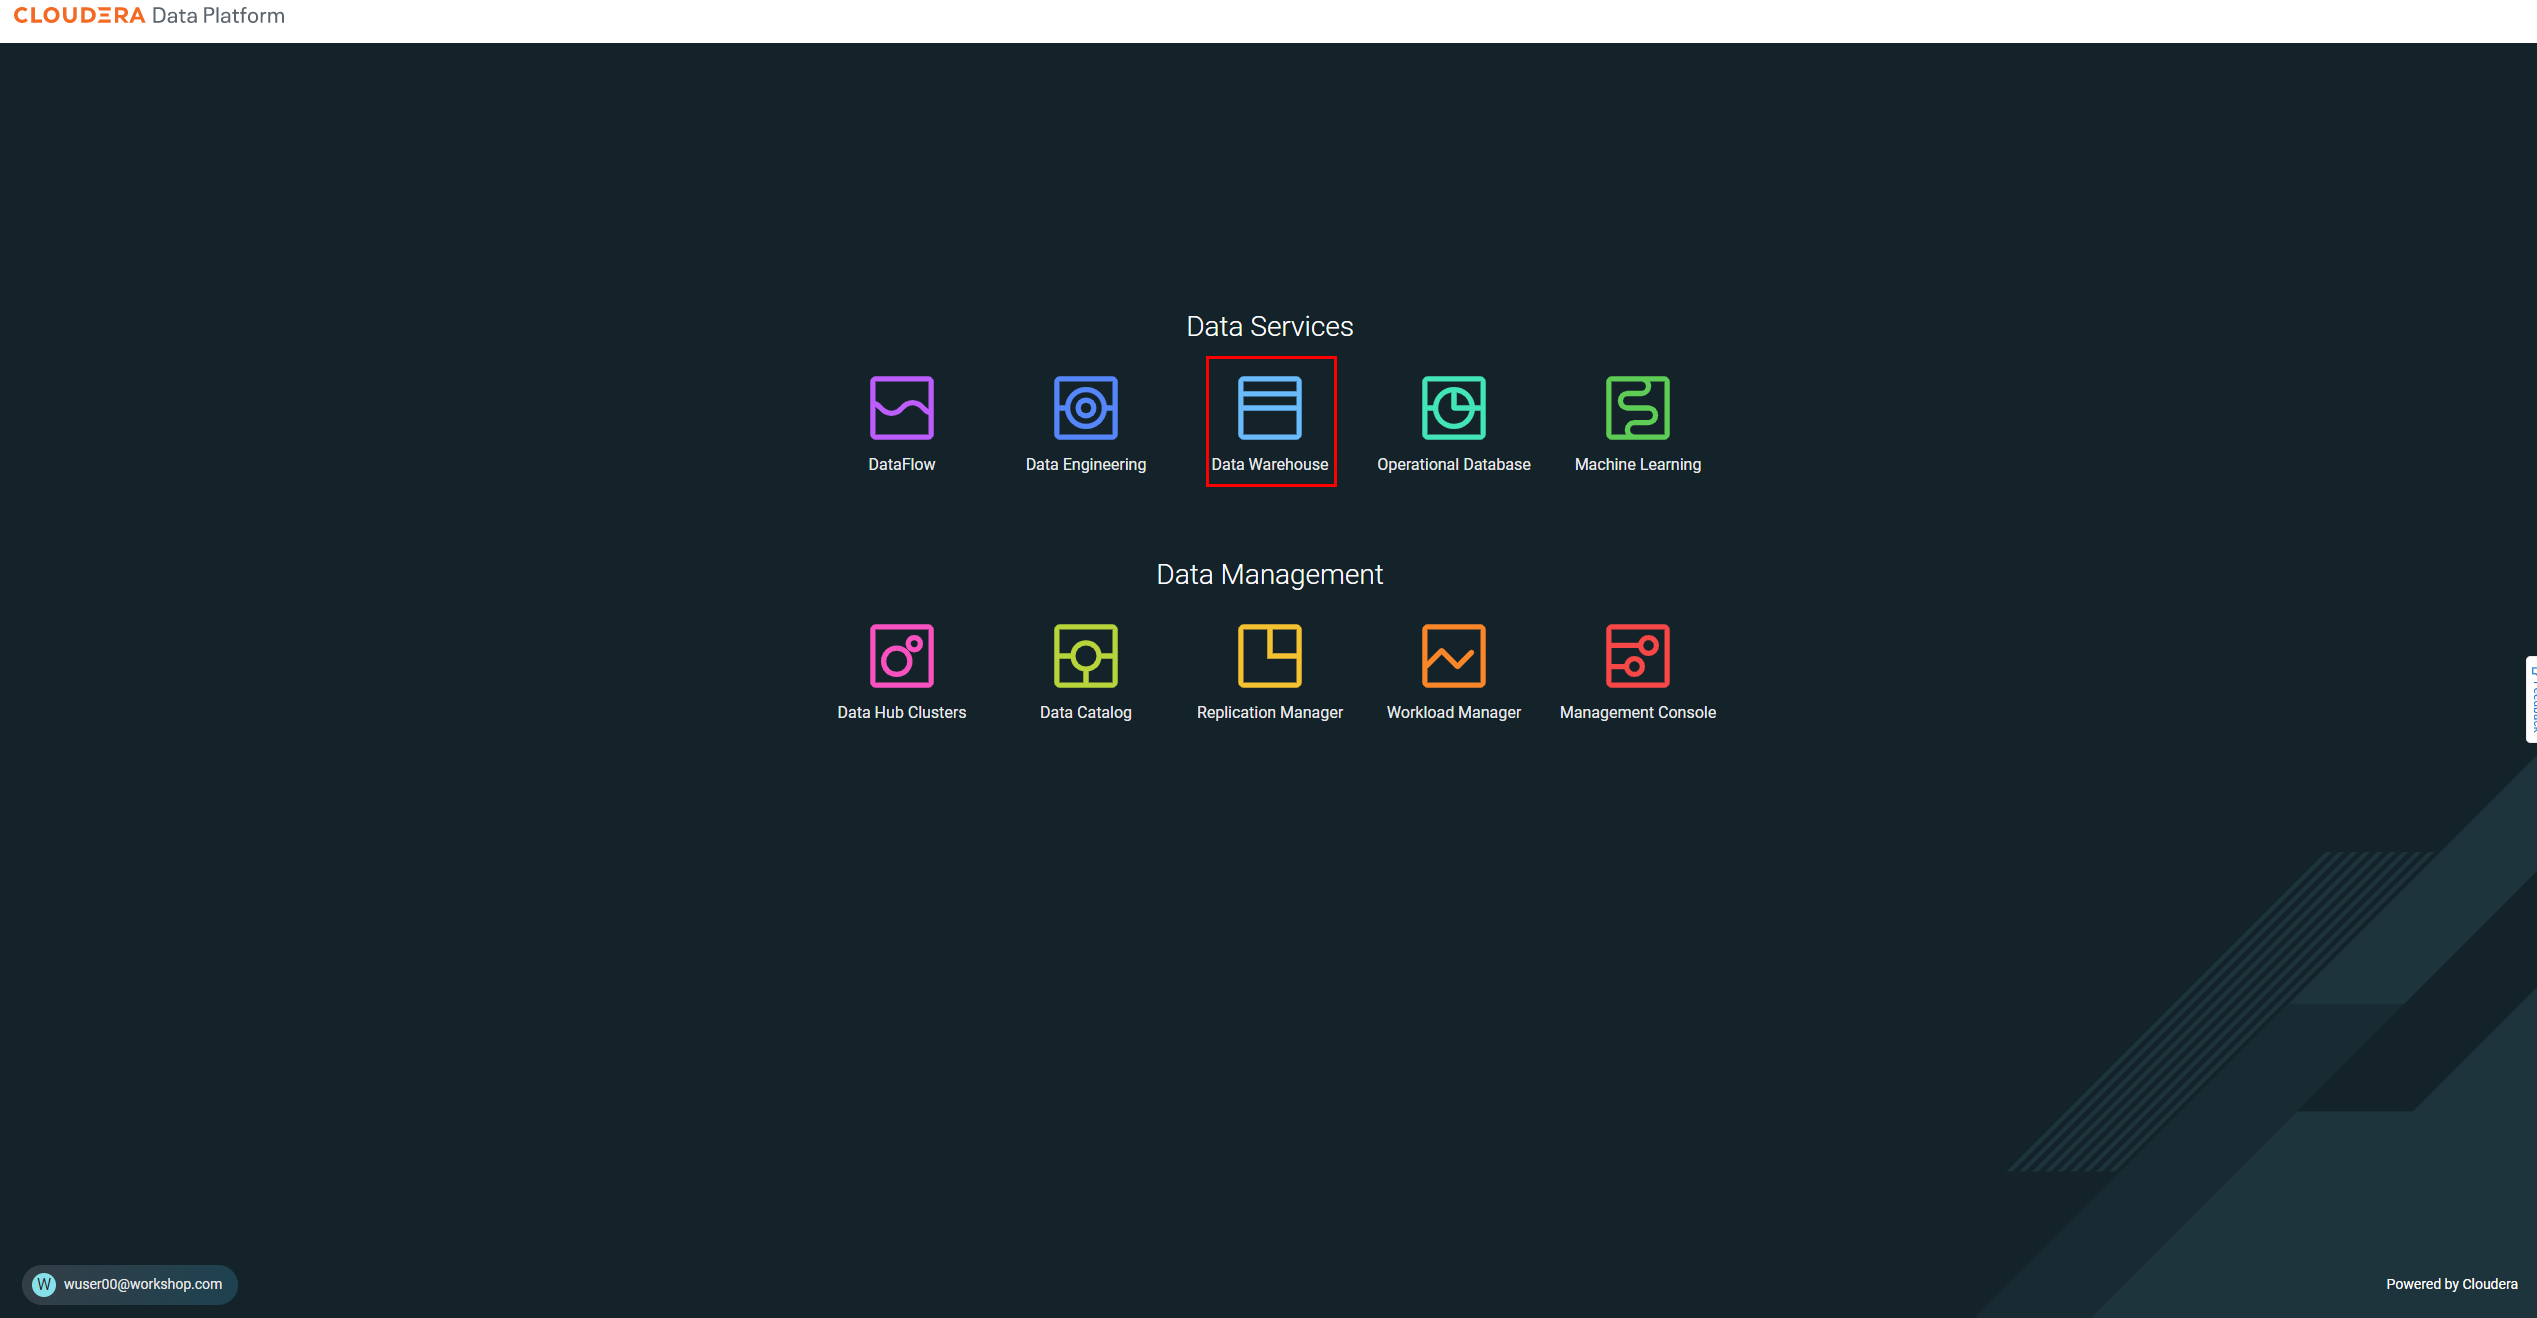 CLOUDERA Data Platform
Data Services
DataFlow
Data Engineering
Data Warehouse
Operational Database
Machine Learning
Data Management
Data Hub Clusters
Data Catalog
Replication Manager
Workload Manager
Management Console
W wuser00@workshop.com
Powered by Cloudera